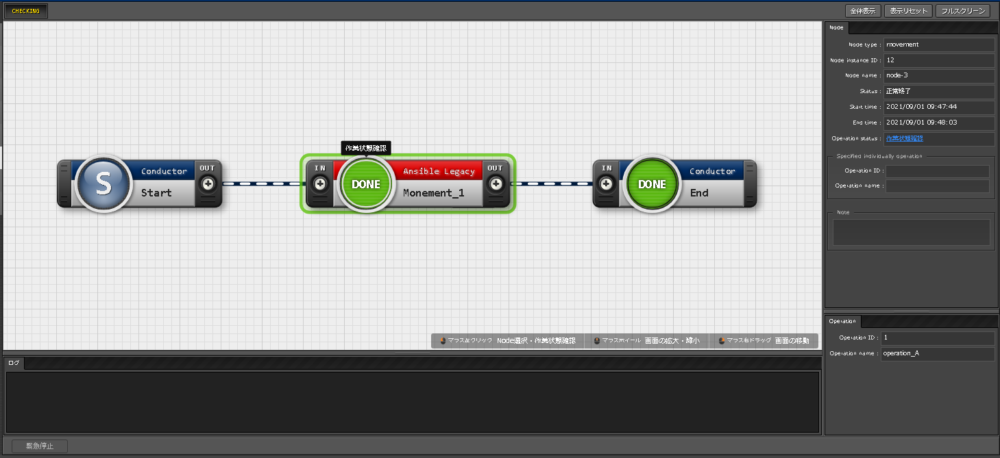 CHECKING
全体表示 表示リセット フルスクリーン
Node
Node type : movement
Node instance ID : 12
Node name : node-3
Status : 正常終了
Start time : 2021/09/01 09:47:44
End time : 2021/09/01 09:48:03
Operation status : 作業状態確認
Specified individually operation
Operation ID :
Operation name :
Note
作業状態確認
S Conductor OUT
Start
IN DONE Ansible Legacy OUT
Monement_1
IN DONE Conductor
End
マウス左クリック Node選択・作業状態確認 マウスホイール 画面の拡大・縮小 マウス右ドラッグ 画面の移動
Operation
Operation ID : 1
Operation name : operation_A
ログ
緊急停止